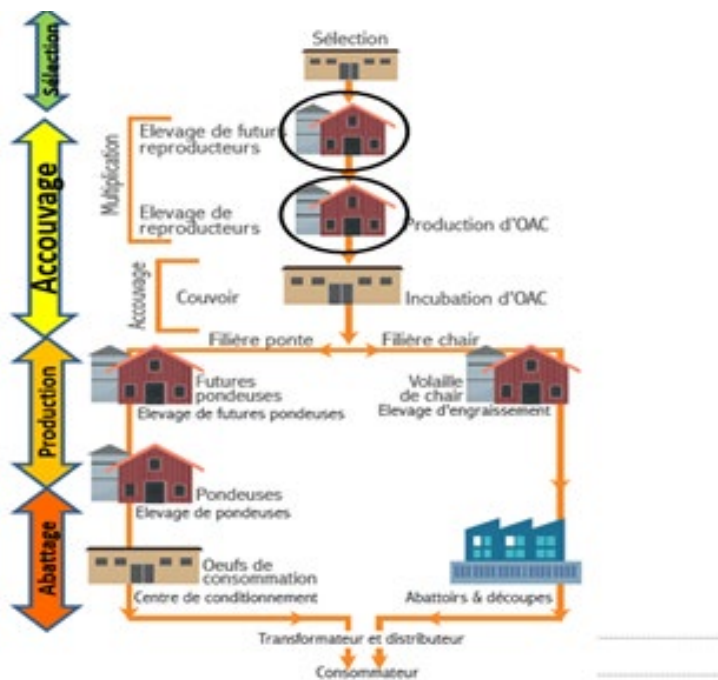 Sélection
Sélection
Accouvage
Multiplication
Elevage de futurs
reproducteurs
Elevage de
reproducteurs
Production d'OAC
Accouvage
Couvoir
Incubation d'OAC
Filière ponte
Filière chair
Production
Futures
pondeuses
Elevage de futures pondeuses
Volaille
de chair
Elevage d'engraissement
Pondeuses
Elevage de pondeuses
Abattage
Oeufs de
consommation
Centre de conditionnement
Abattoirs & découpes
Transformateur et distributeur
Consommateur